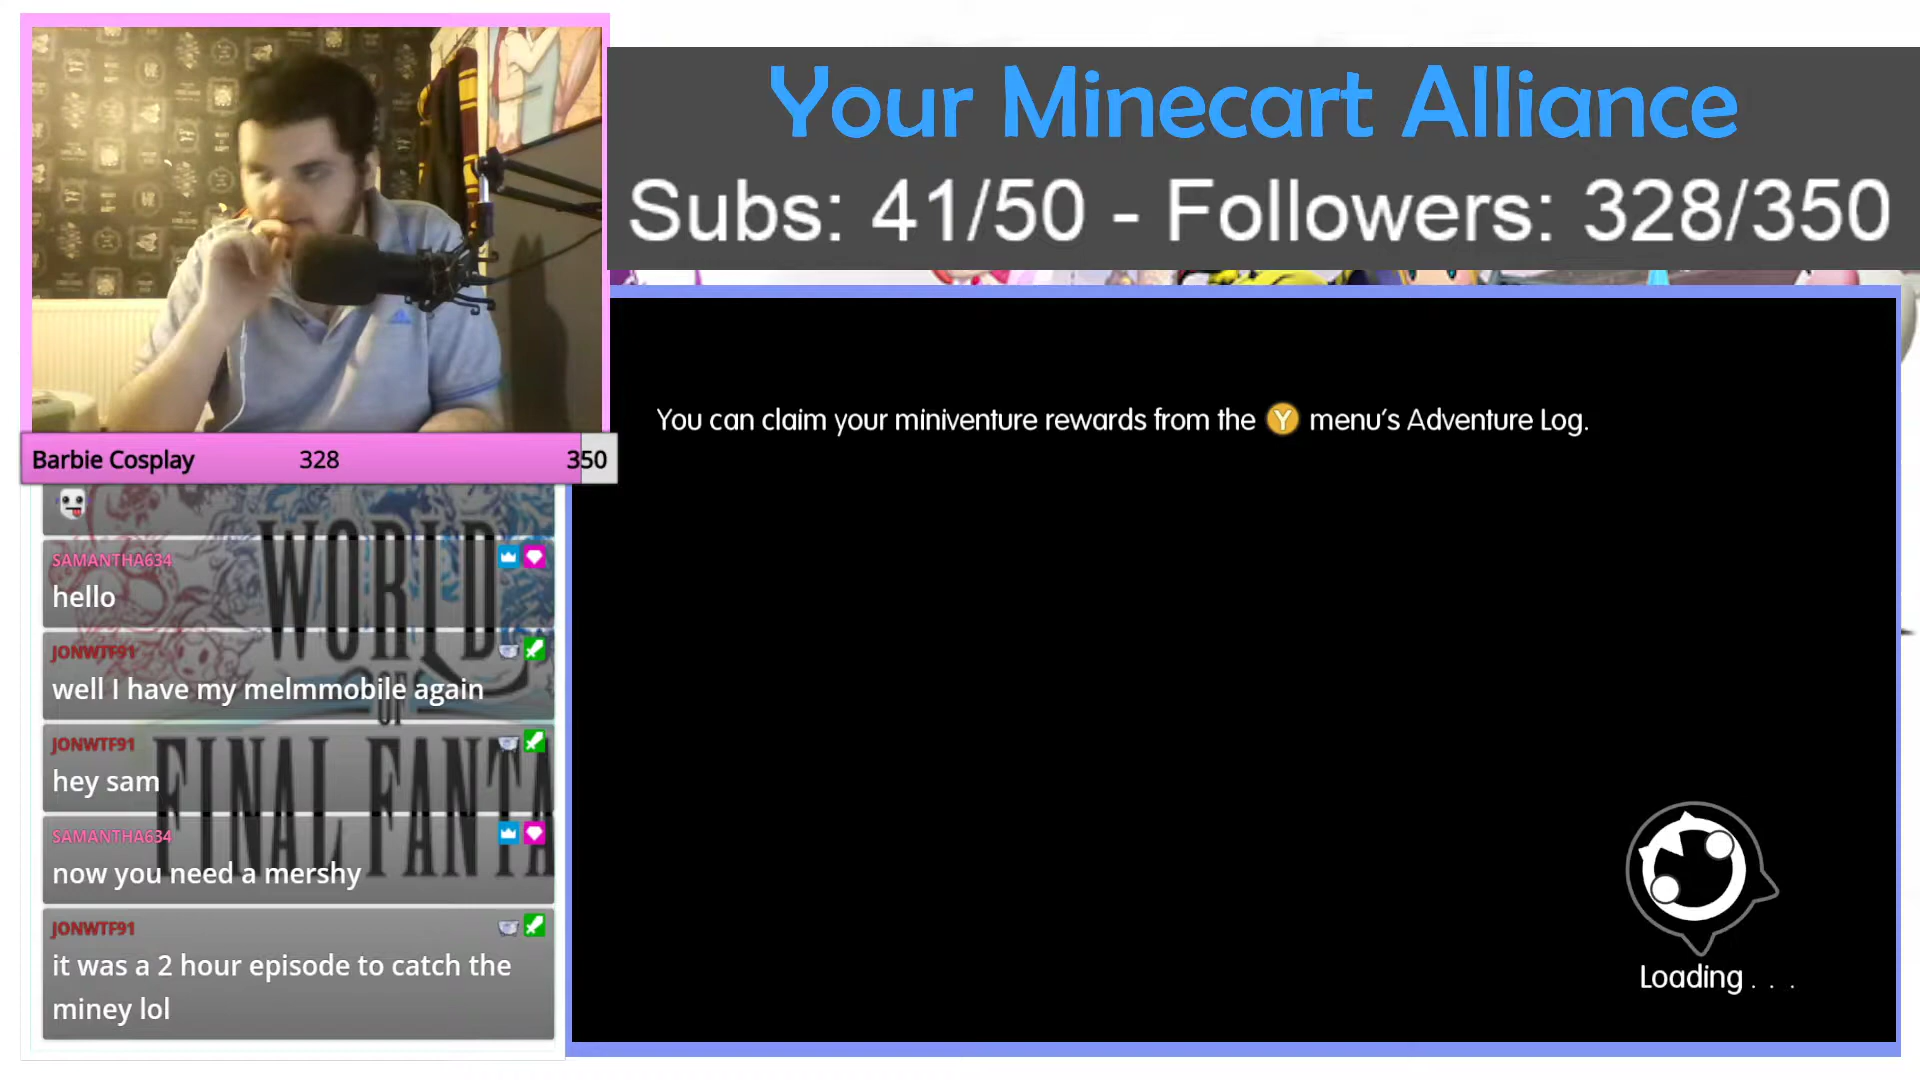 Your Minecart Alliance
Subs: 41/50 - Followers: 328/350
You can claim your miniventure rewards from the Y menu's Adventure Log.
Barbie Cosplay 328 350
WORLD
OF
FINAL FANTA
SAMANTHA634
hello
JONWTF91
well I have my melmmobile again
JONWTF91
hey sam
SAMANTHA634
now you need a mershy
JONWTF91
it was a 2 hour episode to catch the
miney lol
Loading . . .